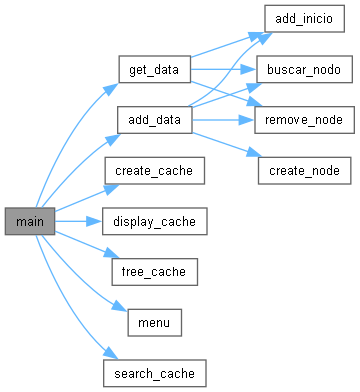 add_inicio
get_data
buscar_nodo
add_data
remove_node
create_cache
create_node
main
display_cache
free_cache
menu
search_cache